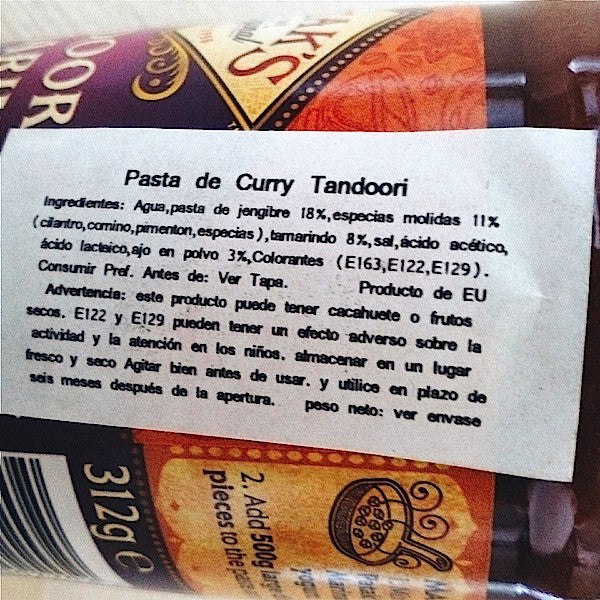 AK'S
Pasta de Curry Tandoori
Ingredientes: Agua,pasta de jengibre 18%,especias molidas 11%
(cilantro,comino,pimenton,especias),tamarindo 8%,sal,ácido acético,
ácido lacteico,ajo en polvo 3%,Colorantes (E163,E122,E129).
Consumir Pref. Antes de: Ver Tapa. Producto de EU
Advertencia: este producto puede tener cacahuete o frutos
secos. E122 y E129 pueden tener un efecto adverso sobre la
actividad y la atención en los niños. almacenar en un lugar
fresco y seco Agitar bien antes de usar. y utilice en plazo de
seis meses después de la apertura. peso neto: ver envase
312g e
2. Add 500g
pieces to the